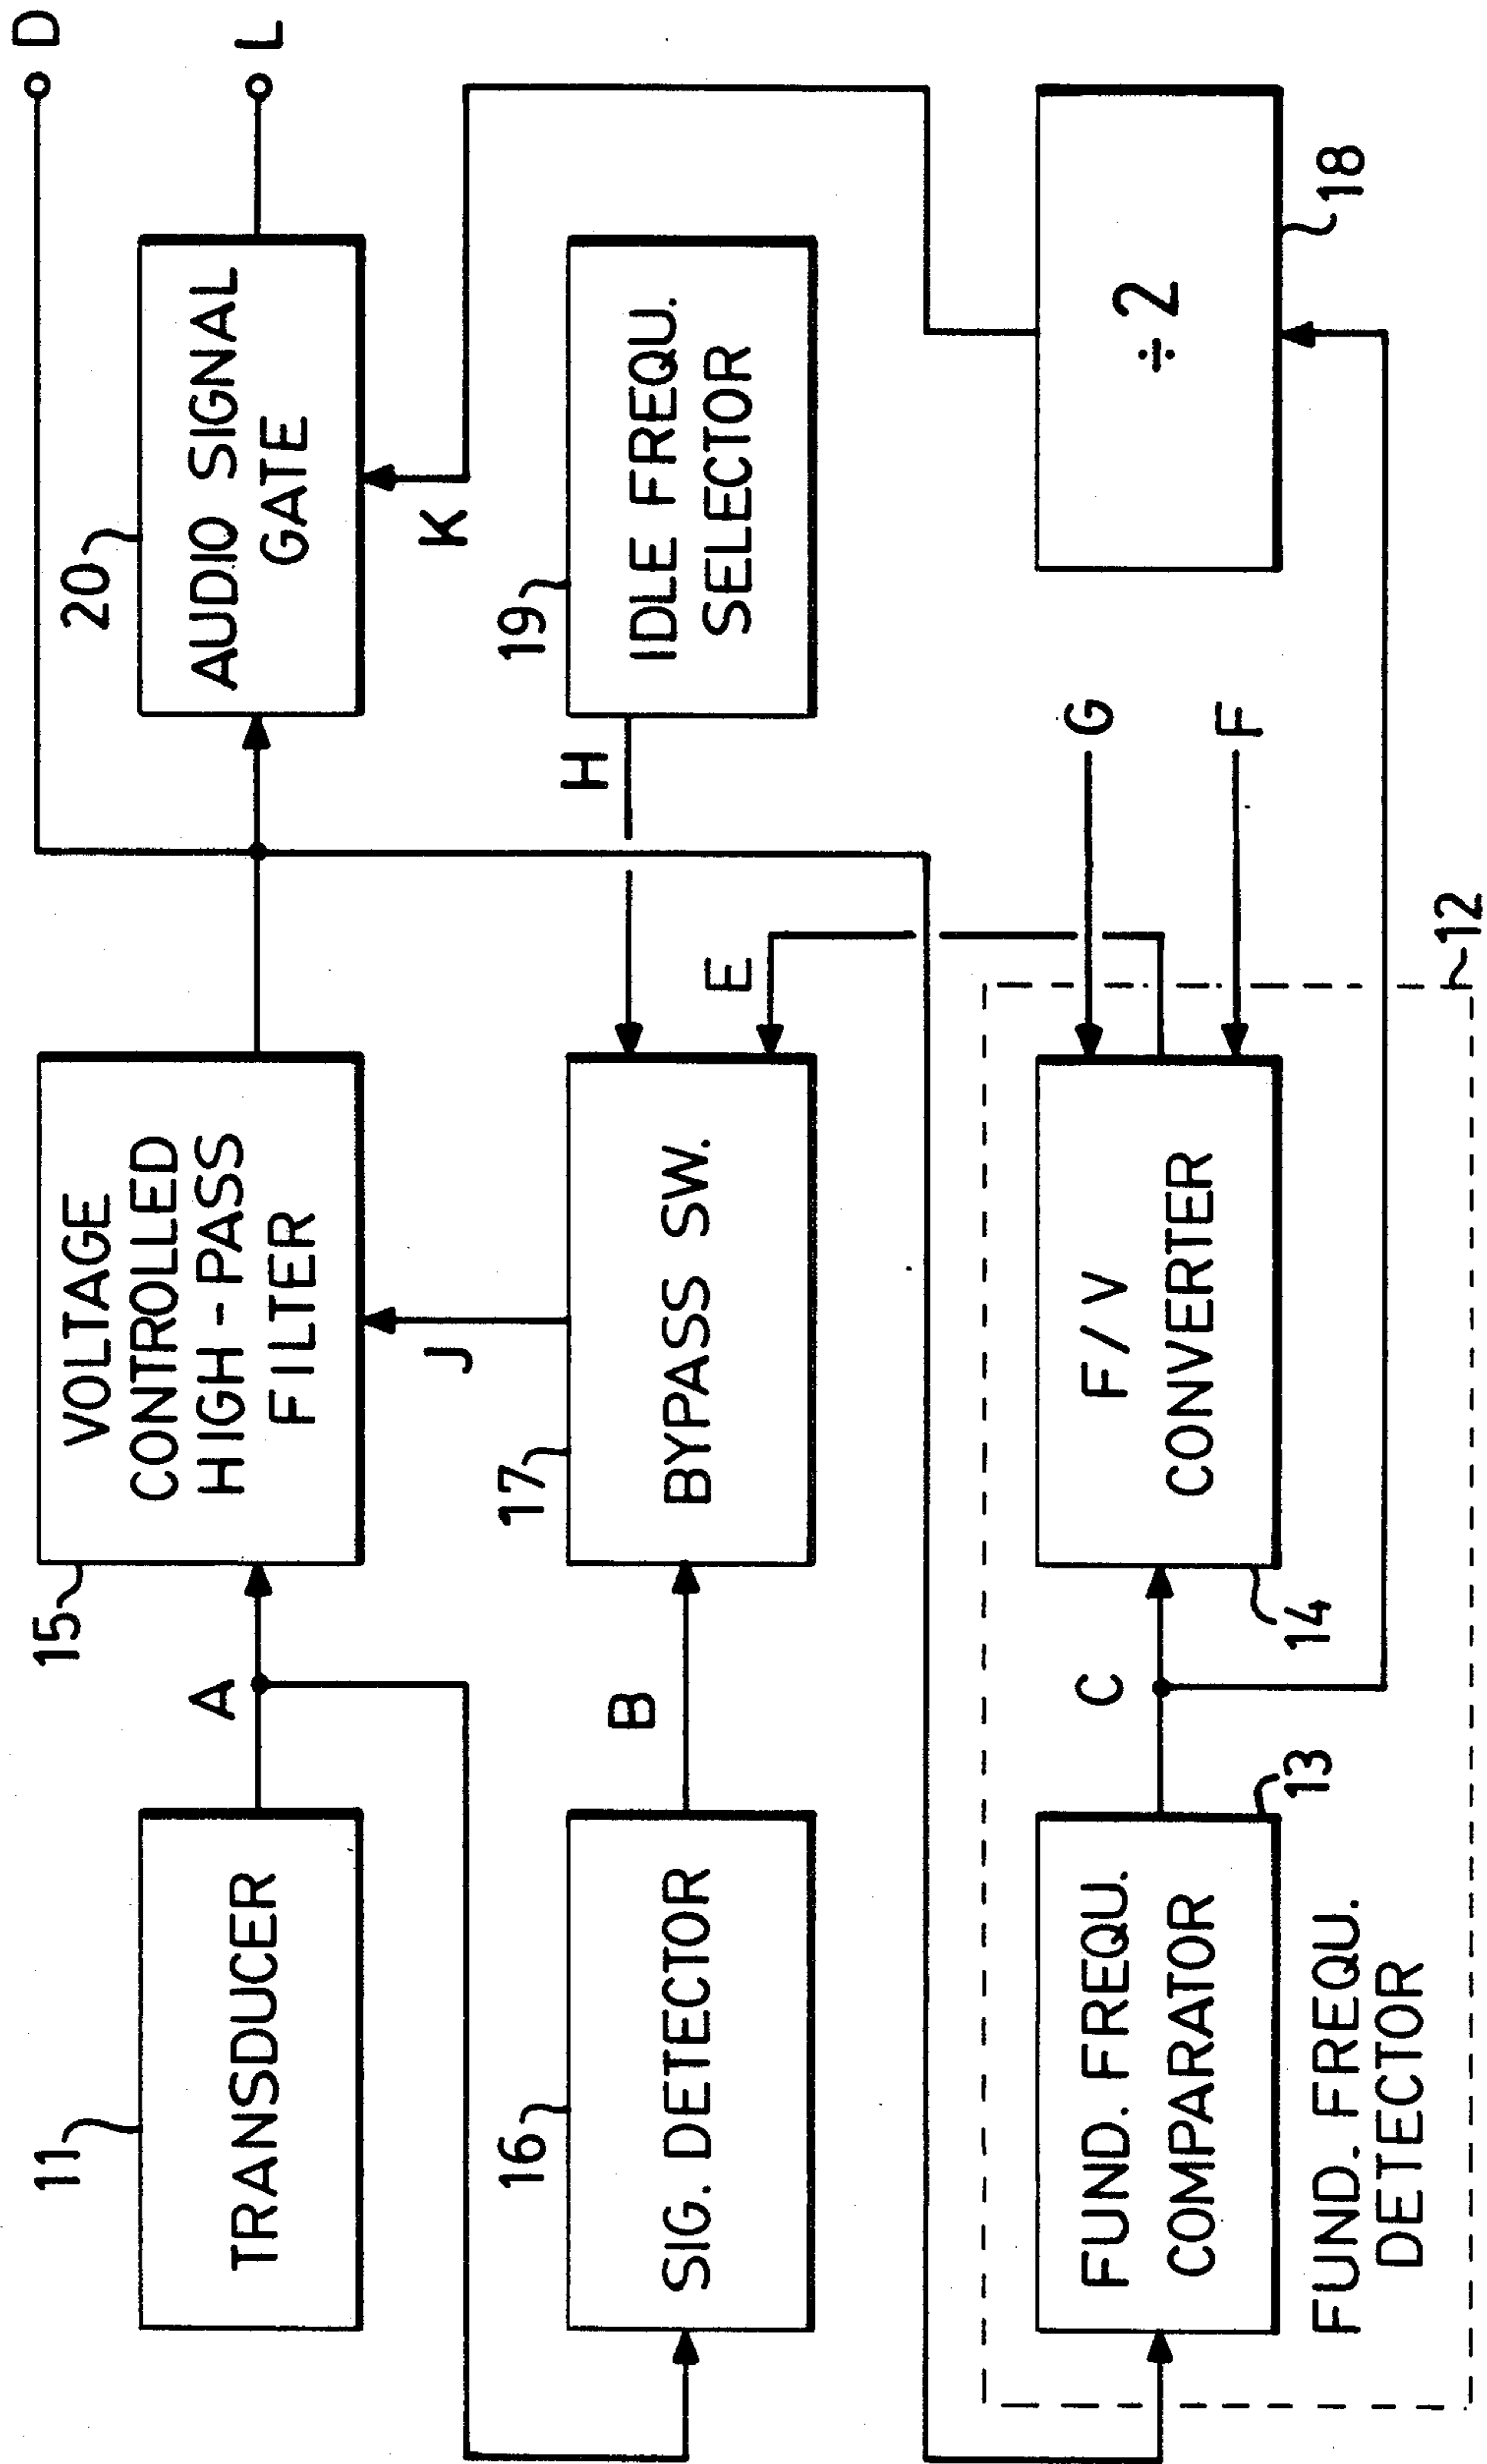 11
TRANSDUCER
A
15
VOLTAGE
CONTROLLED
HIGH-PASS
FILTER
20
AUDIO SIGNAL
GATE
D
L
16
SIG. DETECTOR
B
17
BYPASS SW.
J
H
E
19
IDLE FREQU.
SELECTOR
K
FUND. FREQU.
COMPARATOR
13
C
F/V
CONVERTER
14
G
F
÷2
18
FUND. FREQU.
DETECTOR
12